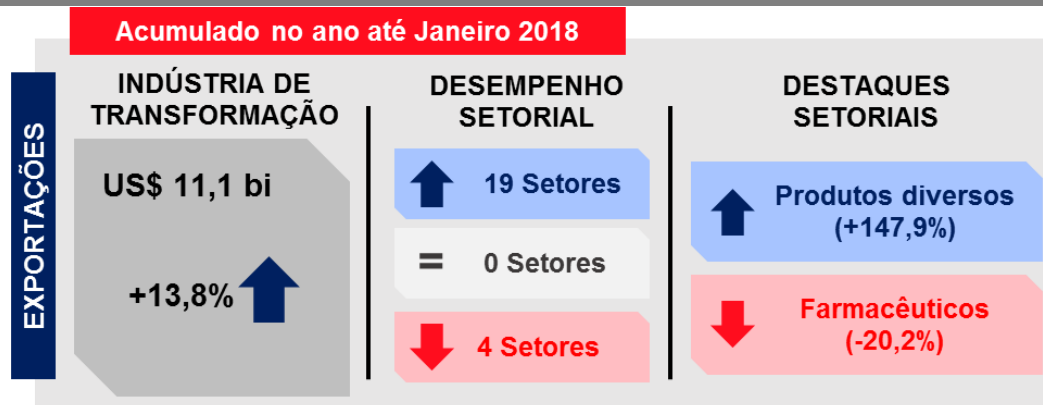 Acumulado no ano até Janeiro 2018
EXPORTAÇÕES
INDÚSTRIA DE
TRANSFORMAÇÃO
US$ 11,1 bi
+13,8%
DESEMPENHO
SETORIAL
19 Setores
= 0 Setores
4 Setores
DESTAQUES
SETORIAIS
Produtos diversos
(+147,9%)
Farmacêuticos
(-20,2%)